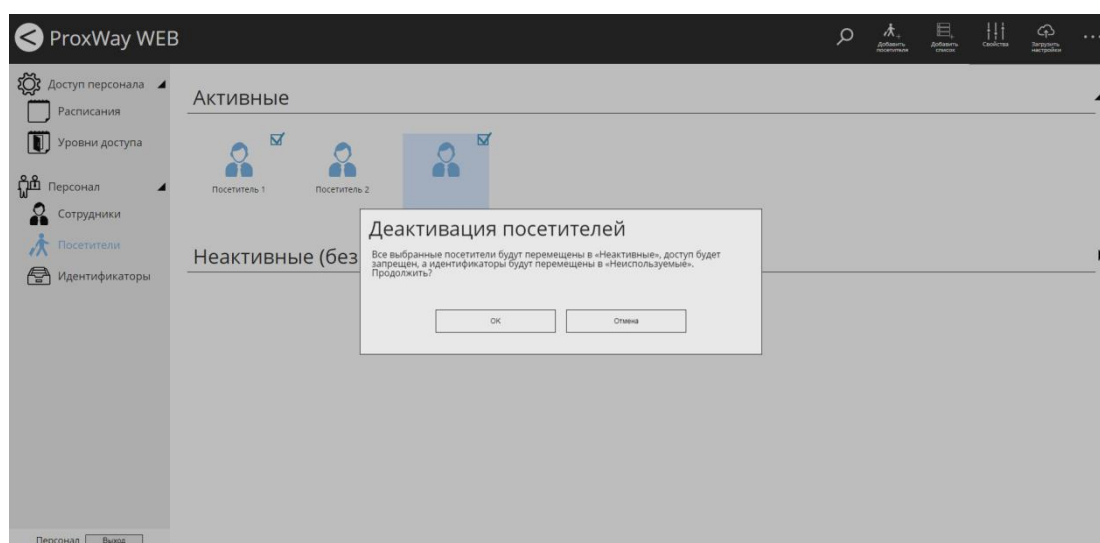 ProxWay WEB
Добавить
посетителя
Добавить
список
Свойства
Загрузить
настройки
Доступ персонала
Расписания
Уровни доступа
Персонал
Сотрудники
Посетители
Идентификаторы
Активные
Посетитель 1
Посетитель 2
Неактивные (без
Деактивация посетителей
Все выбранные посетители будут перемещены в «Неактивные», доступ будет
запрещен, а идентификаторы будут перемещены в «Неиспользуемые».
Продолжить?
ОК
Отмена
Персонал
Выход